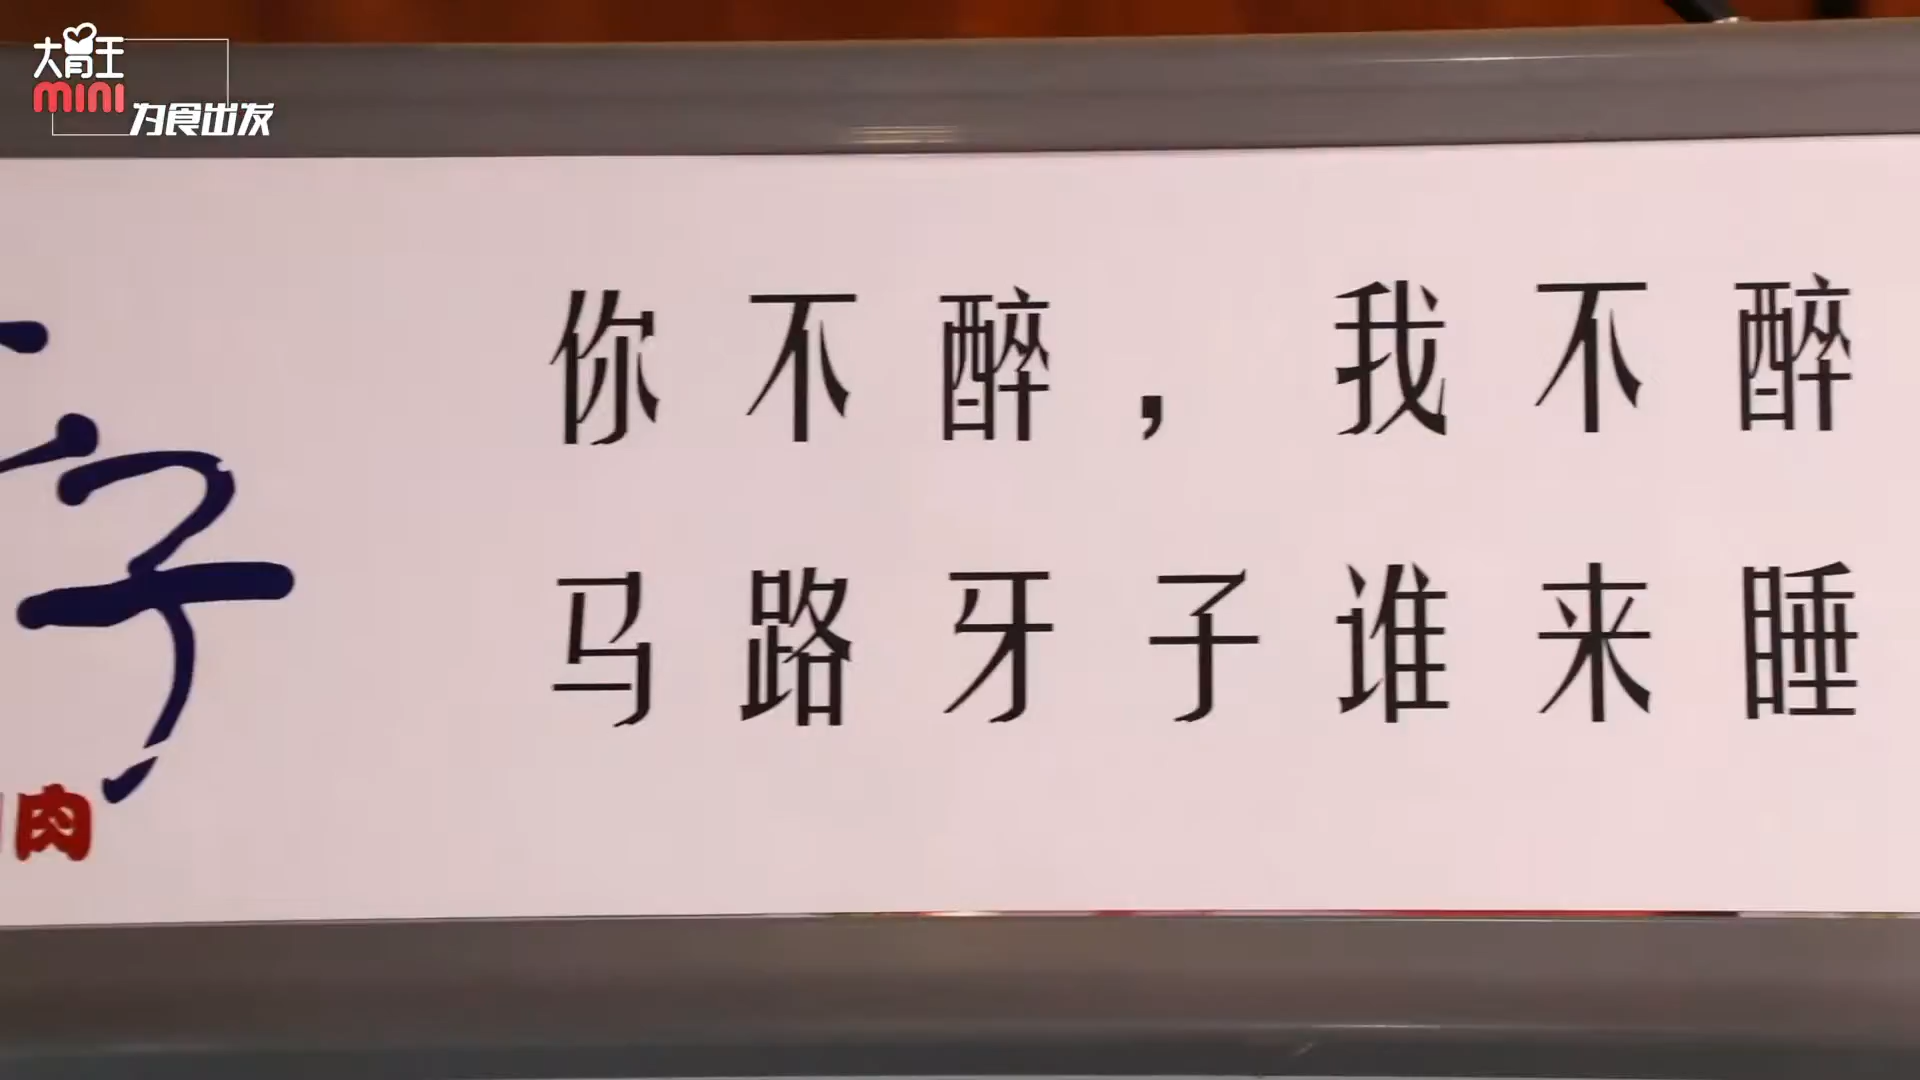 大胃王
mini
为食出发
你不醉，我不醉
马路牙子谁来睡
子
肉